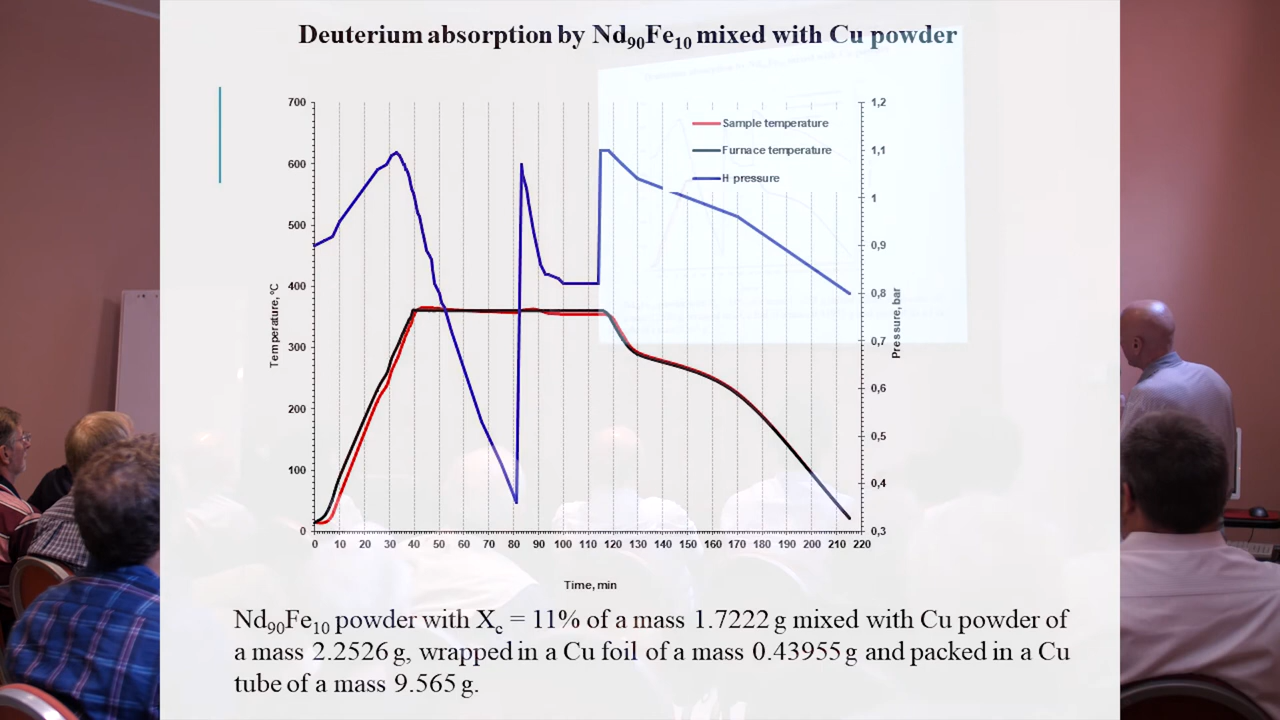 Deuterium absorption by Nd90Fe10 mixed with Cu powder
700
600
500
400
300
200
100
0
Temperature, °C
1,2
1,1
1
0,9
0,8
0,7
0,6
0,5
0,4
0,3
Pressure, bar
Sample temperature
Furnace temperature
H pressure
0 10 20 30 40 50 60 70 80 90 100 110 120 130 140 150 160 170 180 190 200 210 220
Time, min
Nd90Fe10 powder with Xc = 11% of a mass 1.7222 g mixed with Cu powder of
a mass 2.2526 g, wrapped in a Cu foil of a mass 0.43955 g and packed in a Cu
tube of a mass 9.565 g.